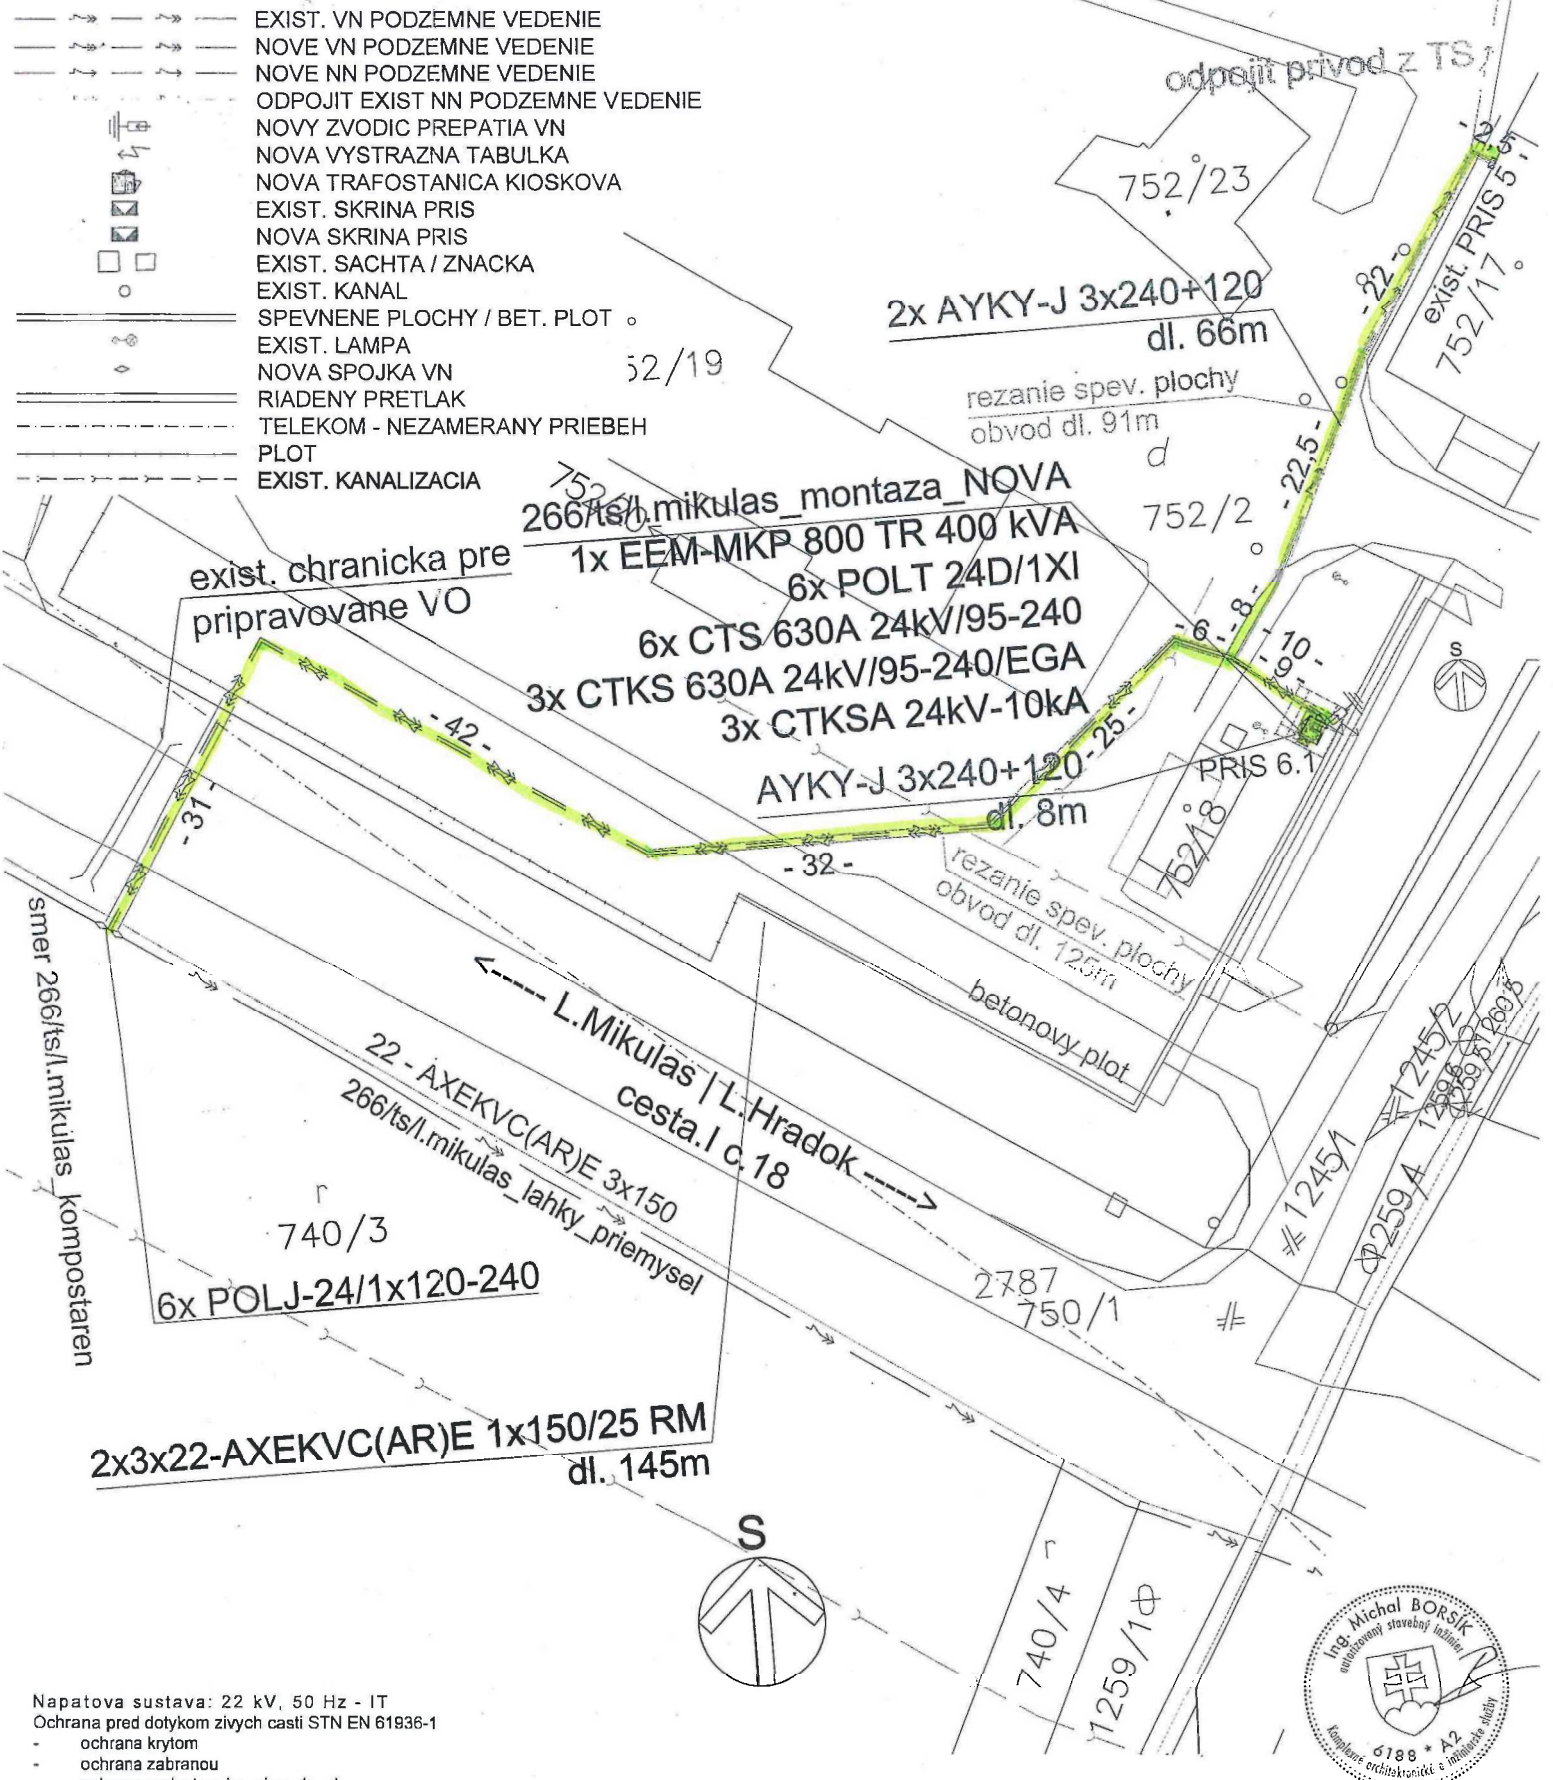 EXIST. VN PODZEMNE VEDENIE
NOVE VN PODZEMNE VEDENIE
NOVE NN PODZEMNE VEDENIE
ODPOJIT EXIST NN PODZEMNE VEDENIE
NOVY ZVODIC PREPATIA VN
NOVA VYSTRAZNA TABULKA
NOVA TRAFOSTANICA KIOSKOVA
EXIST. SKRINA PRIS
NOVA SKRINA PRIS
EXIST. SACHTA / ZNACKA
EXIST. KANAL
SPEVNENE PLOCHY / BET. PLOT
EXIST. LAMPA
NOVA SPOJKA VN
RIADENY PRETLAK
TELEKOM - NEZAMERANY PRIEBEH
PLOT
EXIST. KANALIZACIA
odpojit privod z TS
- 2,5 -
752/23
exist. PRIS 5
752/17
- 22 -
2x AYKY-J 3x240+120
dl. 66m
52/19
rezanie spev. plochy
obvod dl. 91m
d
752/2
- 22,5 -
266/ts/l.mikulas_montaza_NOVA
1x EEM-MKP 800 TR 400 kVA
6x POLT 24D/1XI
6x CTS 630A 24kV/95-240
3x CTKS 630A 24kV/95-240/EGA
3x CTKSA 24kV-10kA
exist. chranicka pre
pripravovane VO
- 8 -
- 6 -
- 10 -
- 9 -
S
- 42 -
- 25 -
AYKY-J 3x240+120
dl. 8m
PRIS 6.1
- 31 -
- 32 -
752/18
rezanie spev. plochy
obvod dl. 125m
betonovy plot
smer 266/ts/l.mikulas_kompostaren
<---- L.Mikulas | L.Hradok ---->
cesta.I c.18
22 - AXEKVC(AR)E 3x150
266/ts/l.mikulas_lahky_priemysel
1245/2
1245/1
r
740/3
6x POLJ-24/1x120-240
2787
750/1
2x3x22-AXEKVC(AR)E 1x150/25 RM
dl. 145m
S
r
740/4
1259/1
Ing. Michal BORSÍK
autorizovaný stavebný inžinier
6188 * A2
Komplexné architektonické a inžinierske služby
Napatova sustava: 22 kV, 50 Hz - IT
Ochrana pred dotykom zivych casti STN EN 61936-1
- ochrana krytom
- ochrana zabranou